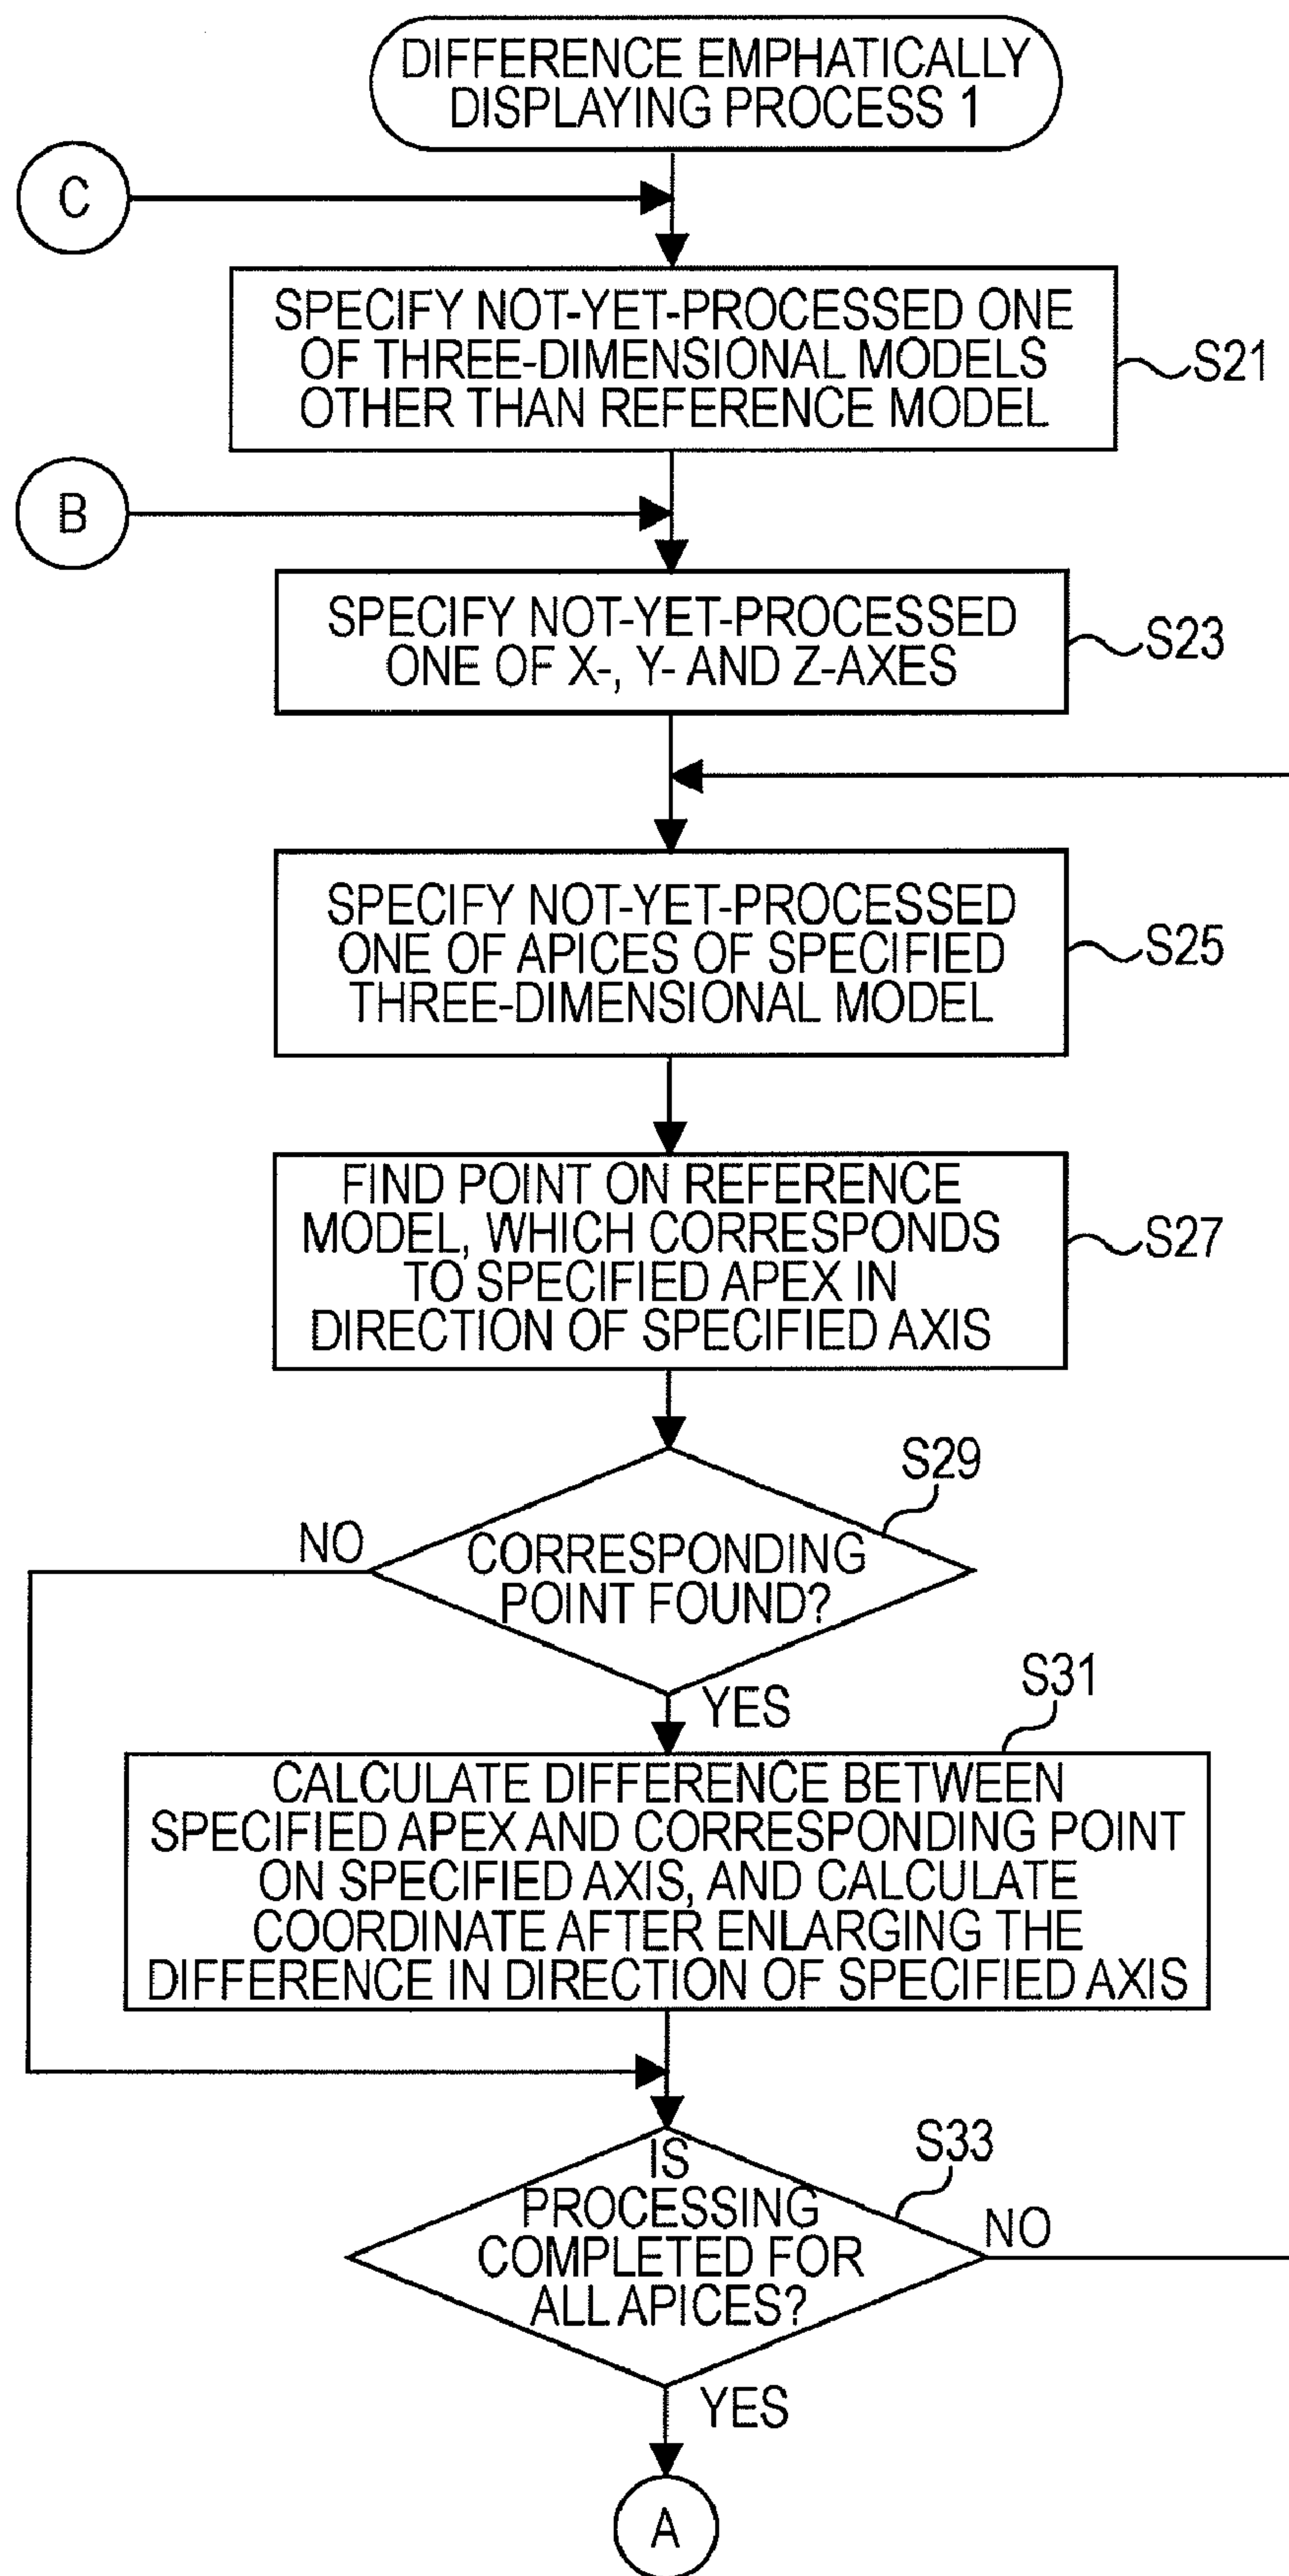 DIFFERENCE EMPHATICALLY
DISPLAYING PROCESS 1
C
SPECIFY NOT-YET-PROCESSED ONE
OF THREE-DIMENSIONAL MODELS
OTHER THAN REFERENCE MODEL
S21
B
SPECIFY NOT-YET-PROCESSED
ONE OF X-, Y- AND Z-AXES
S23
SPECIFY NOT-YET-PROCESSED
ONE OF APICES OF SPECIFIED
THREE-DIMENSIONAL MODEL
S25
FIND POINT ON REFERENCE
MODEL, WHICH CORRESPONDS
TO SPECIFIED APEX IN
DIRECTION OF SPECIFIED AXIS
S27
S29
NO
CORRESPONDING
POINT FOUND?
YES
S31
CALCULATE DIFFERENCE BETWEEN
SPECIFIED APEX AND CORRESPONDING POINT
ON SPECIFIED AXIS, AND CALCULATE
COORDINATE AFTER ENLARGING THE
DIFFERENCE IN DIRECTION OF SPECIFIED AXIS
S33
IS
PROCESSING
COMPLETED FOR
ALL APICES?
NO
YES
A